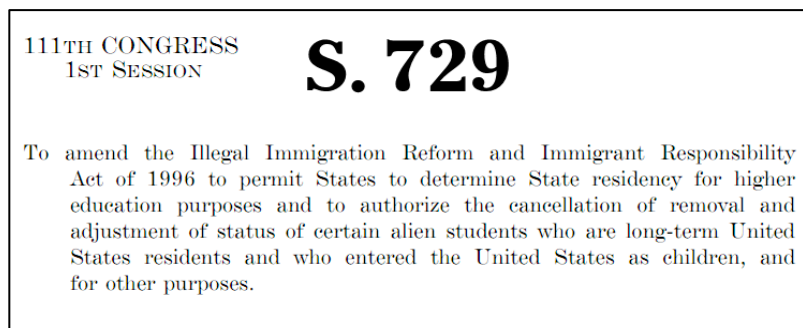 111TH CONGRESS
1ST SESSION
S. 729
To amend the Illegal Immigration Reform and Immigrant Responsibility
Act of 1996 to permit States to determine State residency for higher
education purposes and to authorize the cancellation of removal and
adjustment of status of certain alien students who are long-term United
States residents and who entered the United States as children, and
for other purposes.